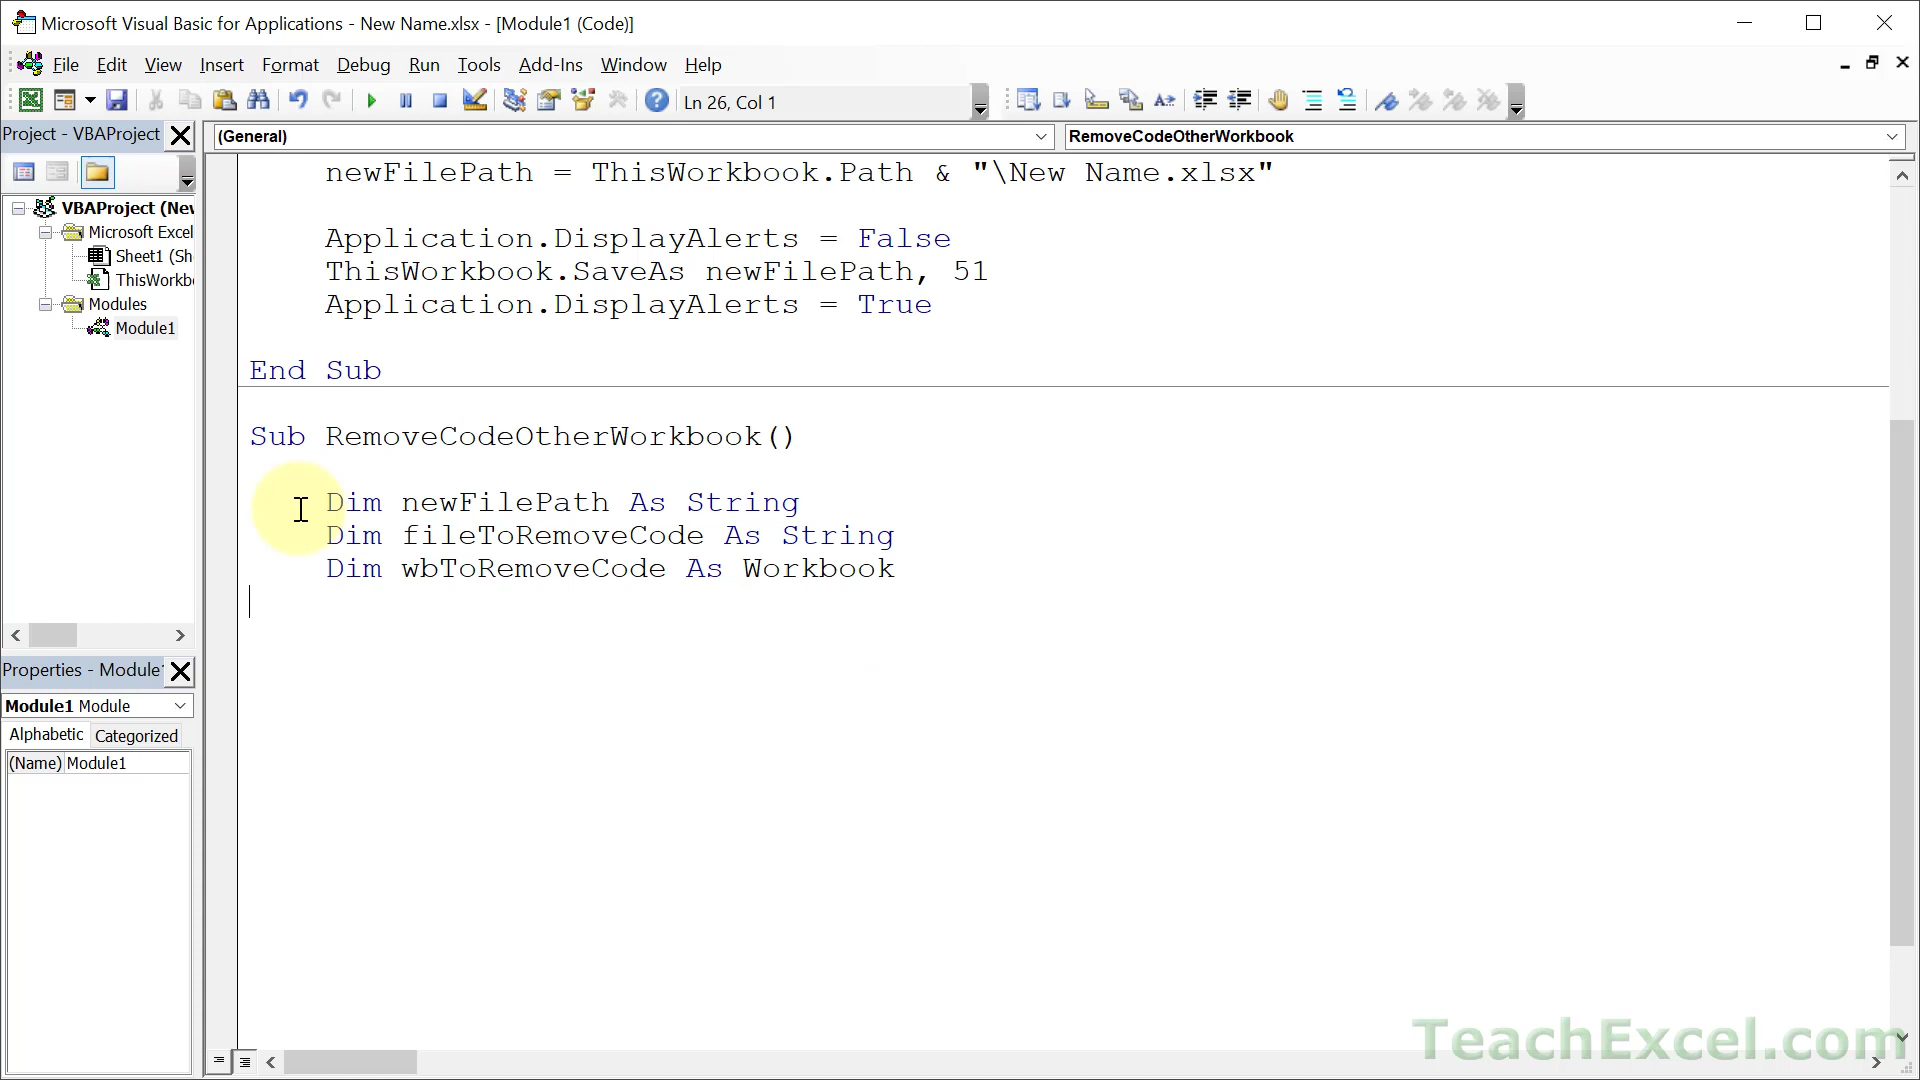 Microsoft Visual Basic for Applications - New Name.xlsx - [Module1 (Code)]
File Edit View Insert Format Debug Run Tools Add-Ins Window Help
Ln 26, Col 1
Project - VBAProject
(General)
RemoveCodeOtherWorkbook
VBAProject (New
Microsoft Excel
Sheet1 (Sh
ThisWorkb
Modules
Module1
newFilePath = ThisWorkbook.Path & "\New Name.xlsx"
Application.DisplayAlerts = False
ThisWorkbook.SaveAs newFilePath, 51
Application.DisplayAlerts = True
End Sub
Sub RemoveCodeOtherWorkbook()
Dim newFilePath As String
Dim fileToRemoveCode As String
Dim wbToRemoveCode As Workbook
Properties - Module1
Module1 Module
Alphabetic Categorized
(Name) Module1
TeachExcel.com